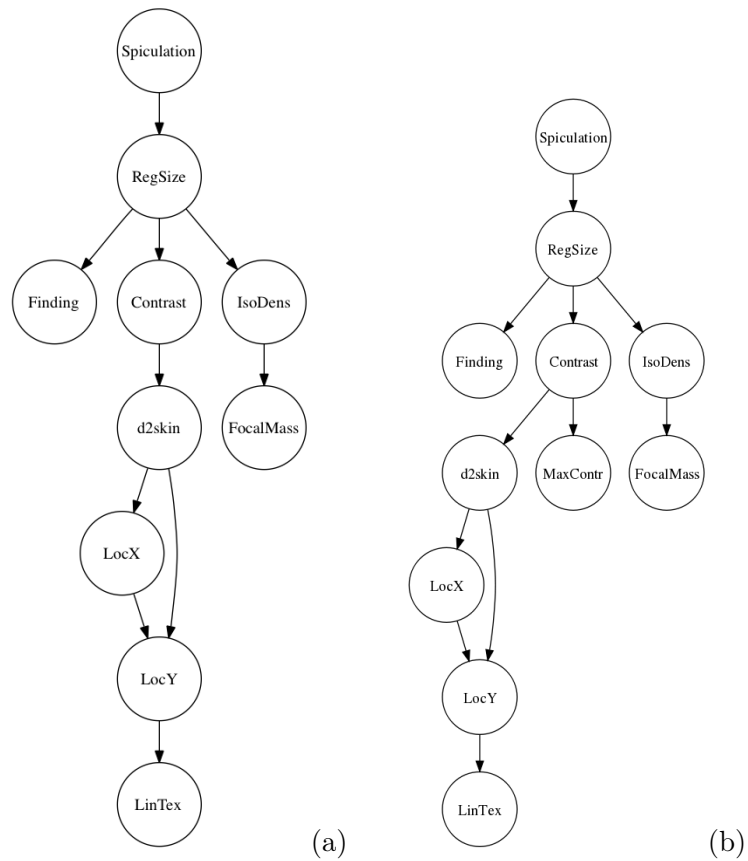 Spiculation
RegSize
Finding Contrast IsoDens
d2skin FocalMass
LocX
LocY
LinTex
(a)
Spiculation
RegSize
Finding Contrast IsoDens
d2skin MaxContr FocalMass
LocX
LocY
LinTex
(b)